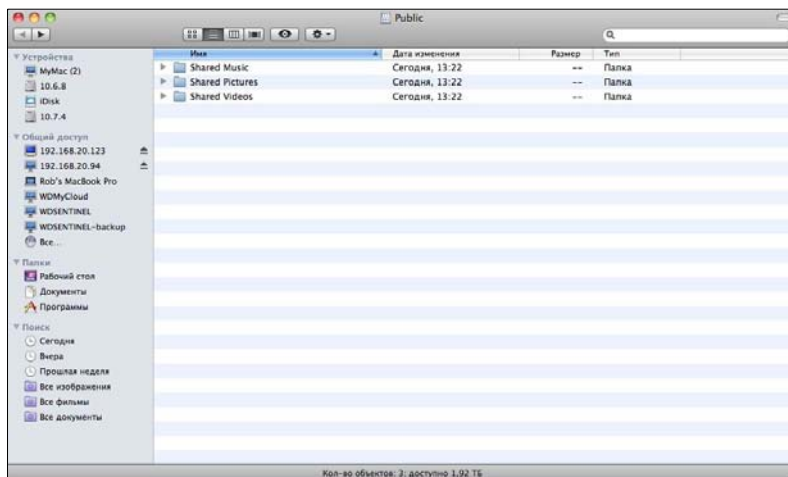 Public
Устройства
MyMac (2)
10.6.8
iDisk
10.7.4
Общий доступ
192.168.20.123
192.168.20.94
Rob's MacBook Pro
WDMyCloud
WDSENTINEL
WDSENTINEL-backup
Все...
Папки
Рабочий стол
Документы
Программы
Поиск
Сегодня
Вчера
Прошлая неделя
Все изображения
Все фильмы
Все документы
Имя Дата изменения Размер Тип
Shared Music Сегодня, 13:22 -- Папка
Shared Pictures Сегодня, 13:22 -- Папка
Shared Videos Сегодня, 13:22 -- Папка
Кол-во объектов: 3; доступно 1,92 ТБ